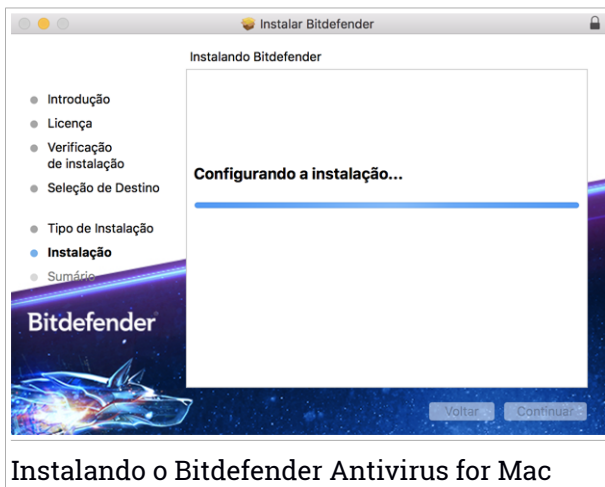 Instalar Bitdefender
Instalando Bitdefender
Introdução
Licença
Verificação
de instalação
Seleção de Destino
Tipo de Instalação
Instalação
Sumário
Configurando a instalação...
Bitdefender
Voltar
Continuar
Instalando o Bitdefender Antivirus for Mac